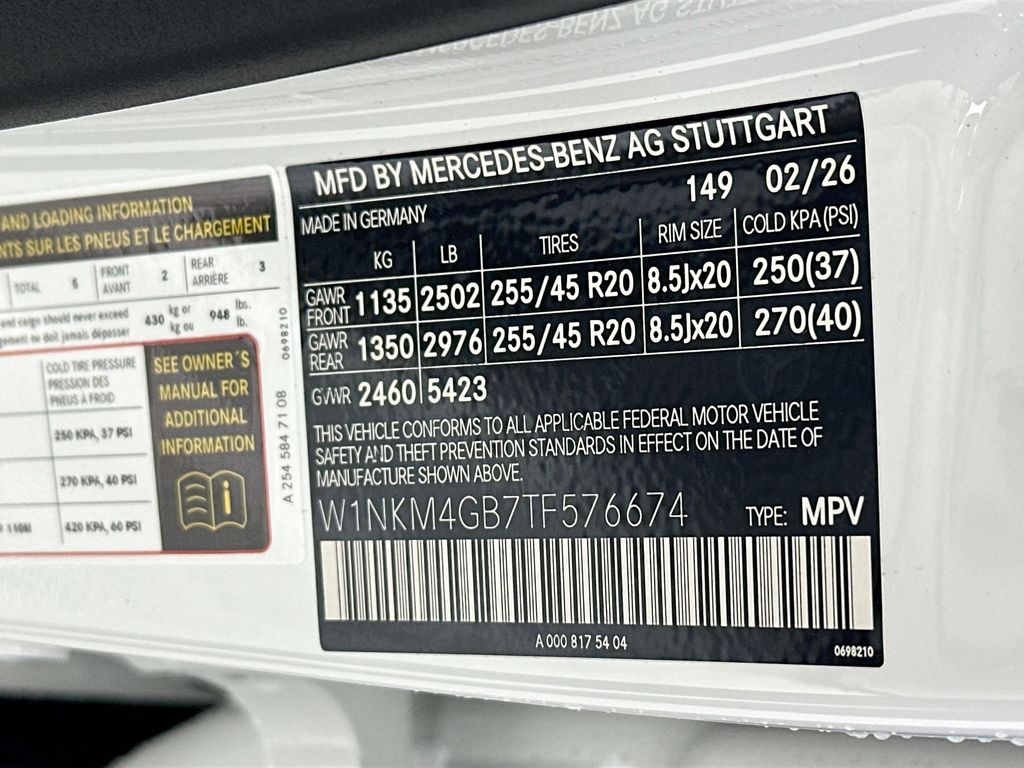 AND LOADING INFORMATION
NTS SUR LES PNEUS ET LE CHARGEMENT
TOTAL 5 FRONT AVANT 2 REAR ARRIÈRE 3
and cargo should never exceed 430 kg or 948 lbs.
ne doit jamais dépasser kg ou lb.
COLD TIRE PRESSURE
PRESSION DES
PNEUS À FROID
250 KPA, 37 PSI
270 KPA, 40 PSI
110M 420 KPA, 60 PSI
SEE OWNER´S
MANUAL FOR
ADDITIONAL
INFORMATION
0698210
A 254 584 71 08
MFD BY MERCEDES-BENZ AG STUTTGART
149 02/26
MADE IN GERMANY
KG LB TIRES RIM SIZE COLD KPA(PSI)
GAWR FRONT 1135 2502 255/45 R20 8.5Jx20 250(37)
GAWR REAR 1350 2976 255/45 R20 8.5Jx20 270(40)
GVWR 2460 5423
THIS VEHICLE CONFORMS TO ALL APPLICABLE FEDERAL MOTOR VEHICLE
SAFETY AND THEFT PREVENTION STANDARDS IN EFFECT ON THE DATE OF
MANUFACTURE SHOWN ABOVE.
W1NKM4GB7TF576674 TYPE: MPV
A 000 817 54 04
0698210